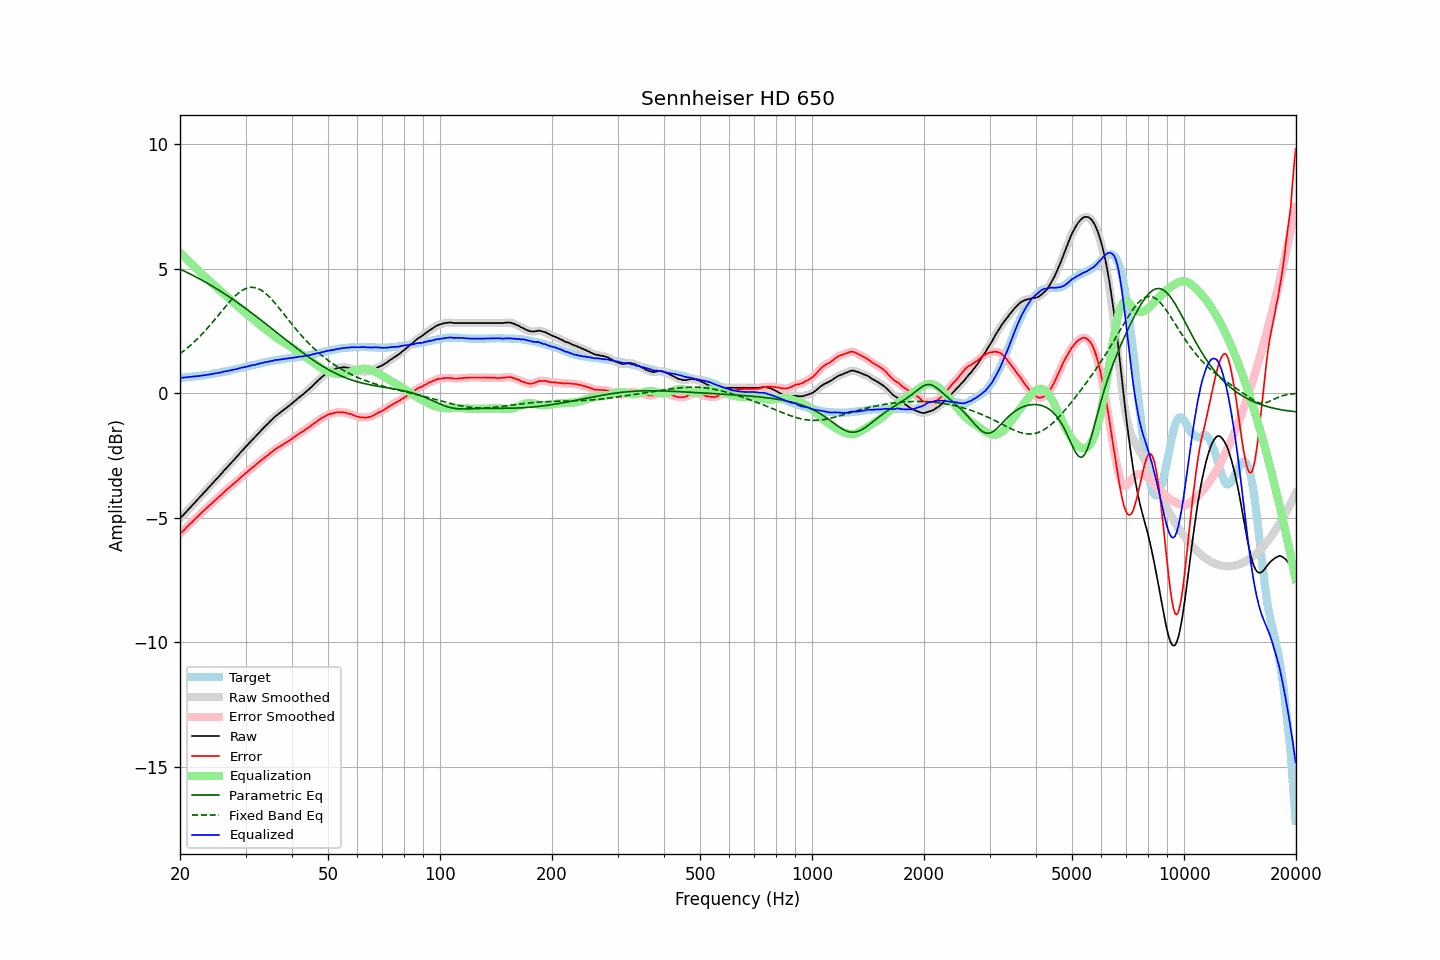 Sennheiser HD 650
Amplitude (dBr)
10
5
0
−5
−10
−15
Target
Raw Smoothed
Error Smoothed
Raw
Error
Equalization
Parametric Eq
Fixed Band Eq
Equalized
20 50 100 200 500 1000 2000 5000 10000 20000
Frequency (Hz)